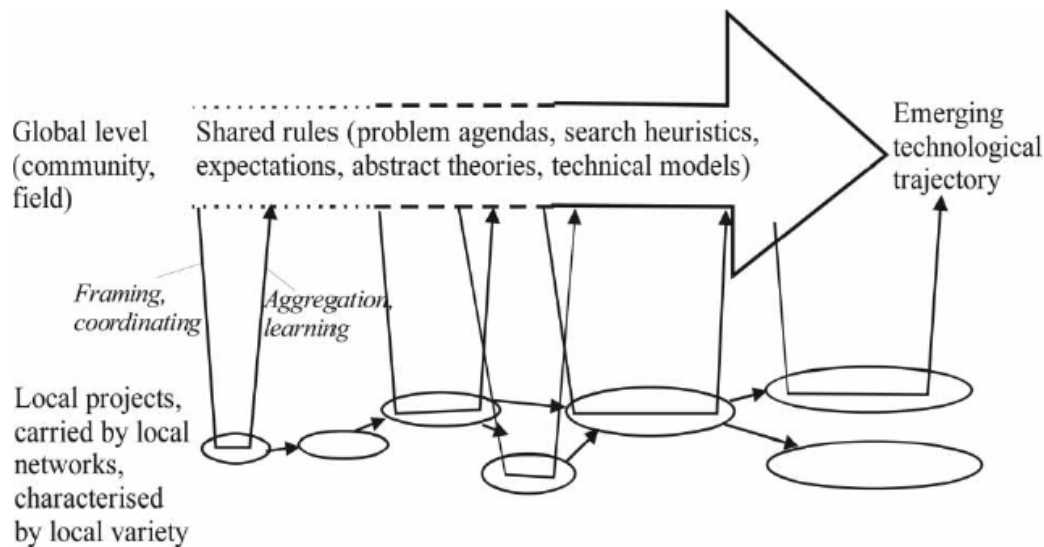 Global level
(community,
field)
Shared rules (problem agendas, search heuristics,
expectations, abstract theories, technical models)
Emerging
technological
trajectory
Framing,
coordinating
Aggregation,
learning
Local projects,
carried by local
networks,
characterised
by local variety